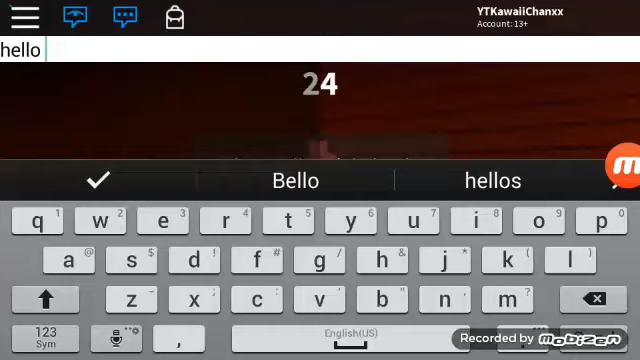 YTKawaiiChanxx
Account: 13+
hello
24
Bello hellos
q 1 w 2 e 3 r 4 t 5 y 6 u 7 i 8 o 9 p 0
a @ s $ d ! f # g / h & j * k ( l )
z - x ' c " v : b ; n , m ?
123 Sym , English(US)
Recorded by MOBIZEN